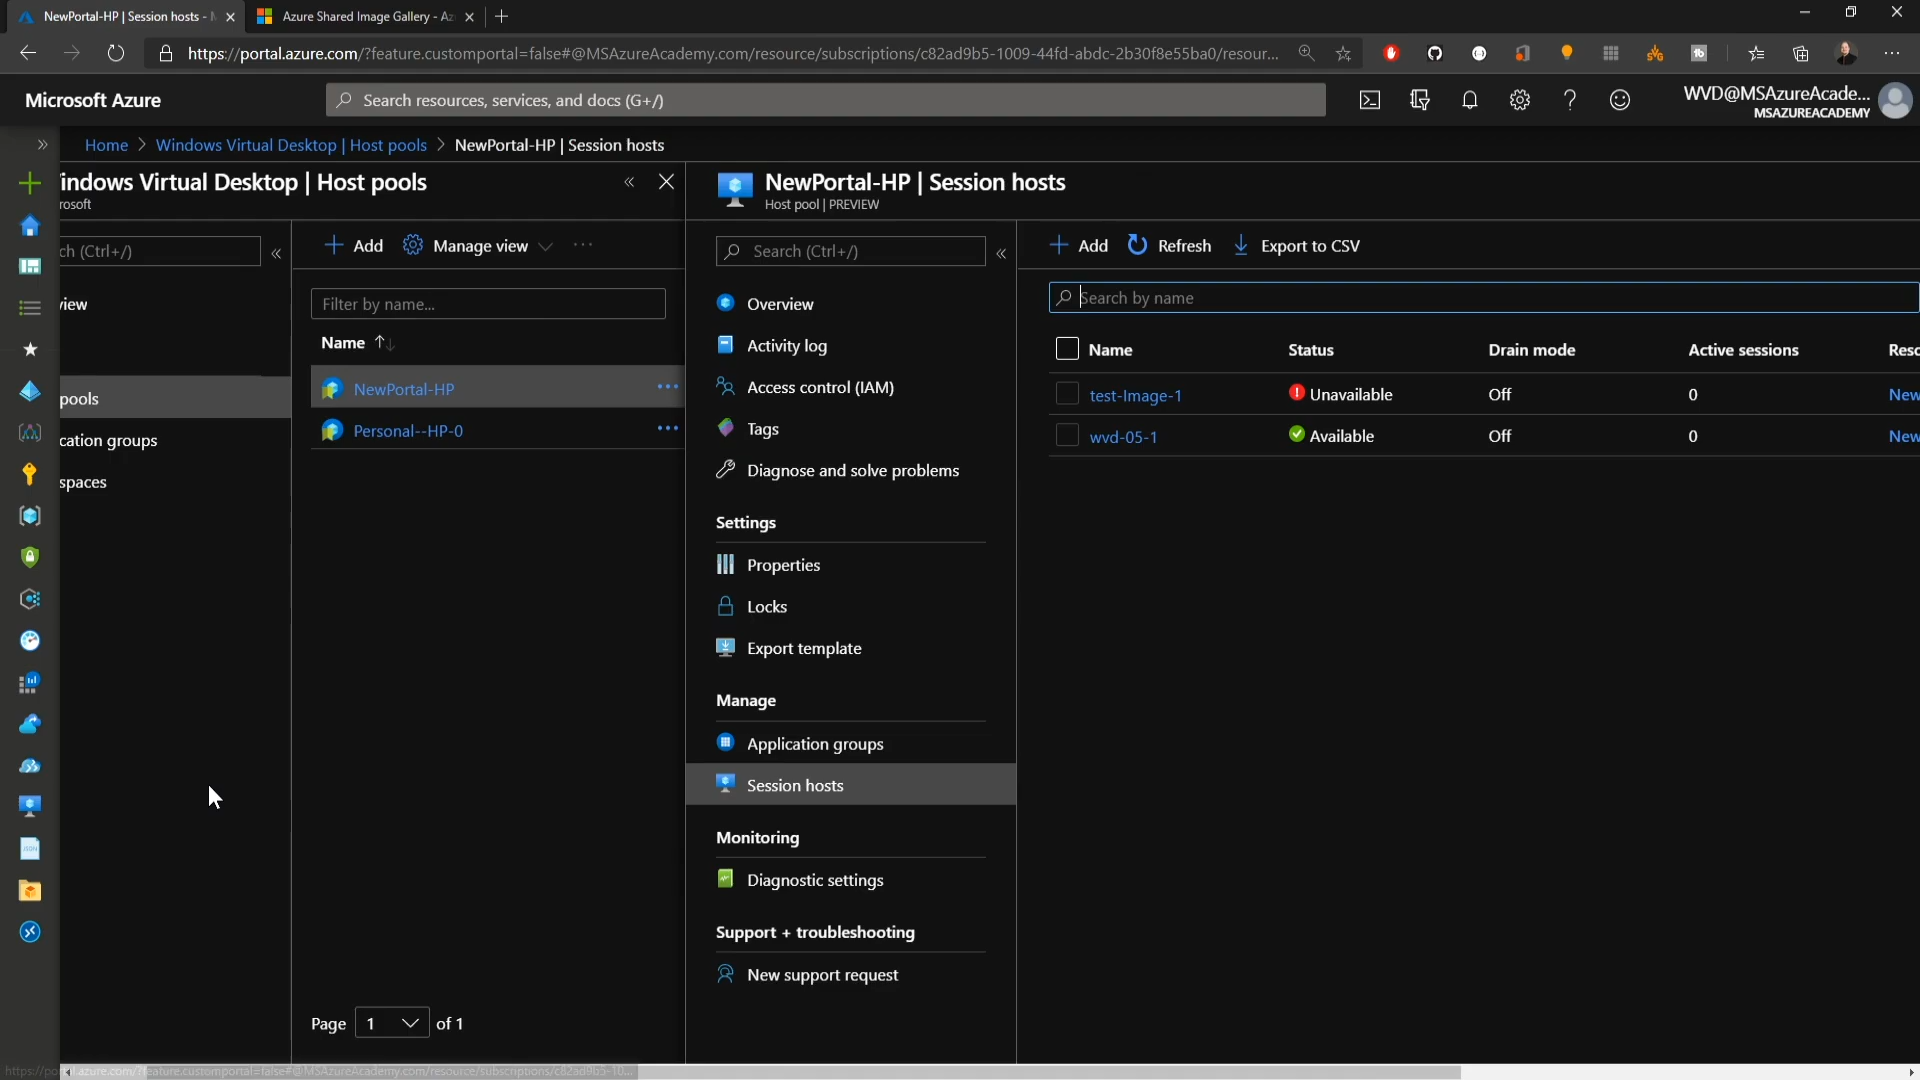 NewPortal-HP | Session hosts -
Azure Shared Image Gallery - Az
https://portal.azure.com/?feature.customportal=false#@MSAzureAcademy.com/resource/subscriptions/c82ad9b5-1009-44fd-abdc-2b30f8e55ba0/resour...
Microsoft Azure
Search resources, services, and docs (G+/)
WVD@MSAzureAcade...
MSAZUREACADEMY
Home > Windows Virtual Desktop | Host pools > NewPortal-HP | Session hosts
indows Virtual Desktop | Host pools
rosoft
NewPortal-HP | Session hosts
Host pool | PREVIEW
ch (Ctrl+/)
iew
pools
cation groups
spaces
Add
Manage view
Filter by name...
Name
NewPortal-HP
Personal--HP-0
Page 1 of 1
Search (Ctrl+/)
Overview
Activity log
Access control (IAM)
Tags
Diagnose and solve problems
Settings
Properties
Locks
Export template
Manage
Application groups
Session hosts
Monitoring
Diagnostic settings
Support + troubleshooting
New support request
Add Refresh Export to CSV
Search by name
Name Status Drain mode Active sessions Reso
test-Image-1 Unavailable Off 0 New
wvd-05-1 Available Off 0 New